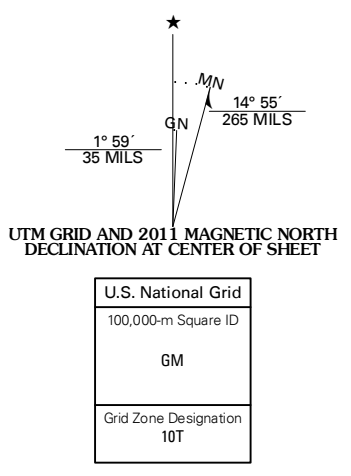 ★
MN
14° 55´
265 MILS
GN
1° 59´
35 MILS
UTM GRID AND 2011 MAGNETIC NORTH
DECLINATION AT CENTER OF SHEET
U.S. National Grid
100,000-m Square ID
GM
Grid Zone Designation
10T